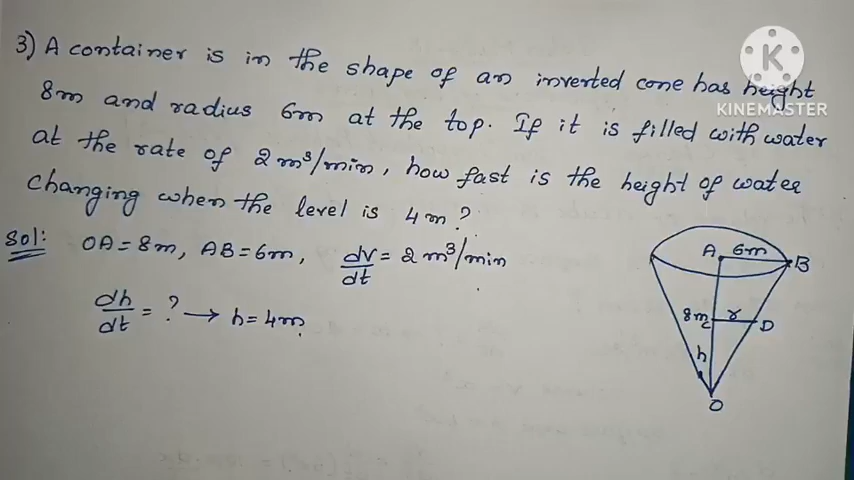 3) A container is in the shape of an inverted cone has height
8m and radius 6m at the top. If it is filled with water
at the rate of 2 m³/min, how fast is the height of water
changing when the level is 4 m?
Sol: OA = 8m, AB = 6m, dv/dt = 2 m³/min
dh/dt = ? → h = 4m
A 6m B
8m C r D
h
O
K
KINEMASTER